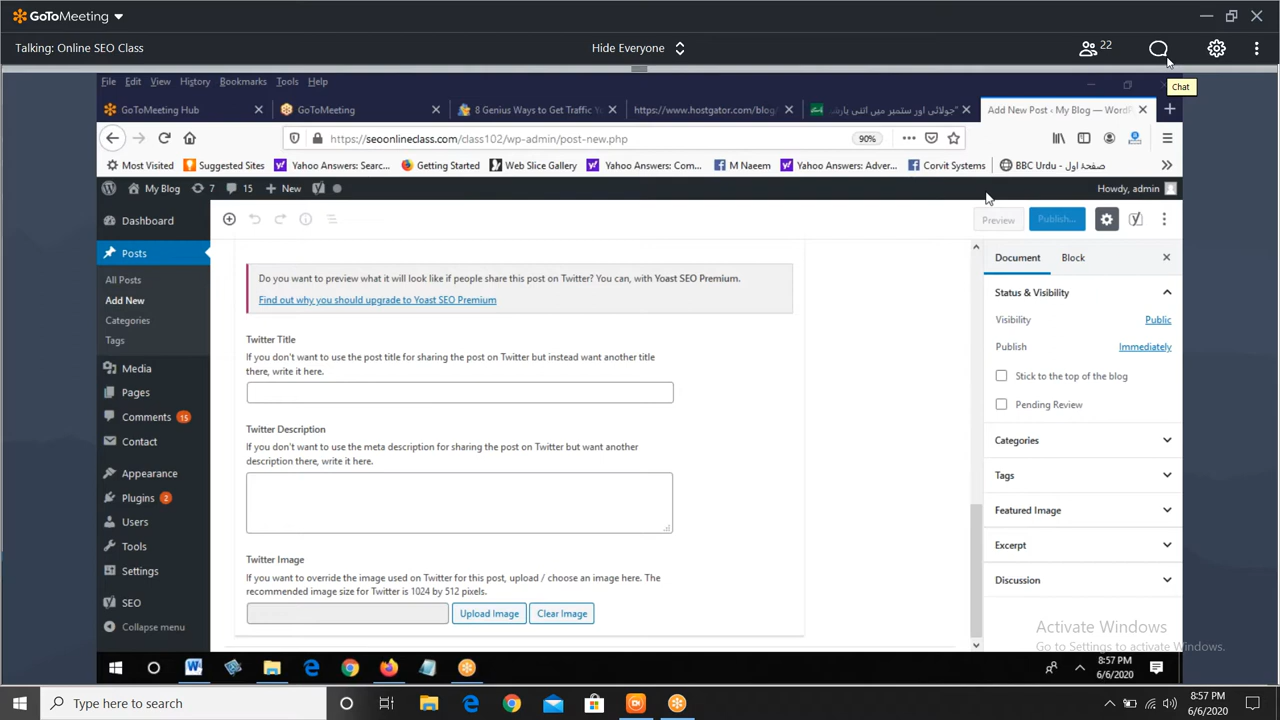 GoToMeeting
Talking: Online SEO Class
Hide Everyone
22
Chat
File Edit View History Bookmarks Tools Help
GoToMeeting Hub
GoToMeeting
8 Genius Ways to Get Traffic Y
https://www.hostgator.com/blog/
"جولائی اور ستمبر میں اتنی بارشـ
Add New Post ‹ My Blog — WordP
https://seoonlineclass.com/class102/wp-admin/post-new.php
90%
Most Visited
Suggested Sites
Yahoo Answers: Searc...
Getting Started
Web Slice Gallery
Yahoo Answers: Com...
M Naeem
Yahoo Answers: Adver...
Corvit Systems
BBC Urdu - صفحۂ اول
My Blog
7
15
New
Howdy, admin
Dashboard
Posts
All Posts
Add New
Categories
Tags
Media
Pages
Comments 15
Contact
Appearance
Plugins 2
Users
Tools
Settings
SEO
Collapse menu
Preview
Publish...
Do you want to preview what it will look like if people share this post on Twitter? You can, with Yoast SEO Premium.
Find out why you should upgrade to Yoast SEO Premium
Twitter Title
If you don't want to use the post title for sharing the post on Twitter but instead want another title
there, write it here.
Twitter Description
If you don't want to use the meta description for sharing the post on Twitter but want another
description there, write it here.
Twitter Image
If you want to override the image used on Twitter for this post, upload / choose an image here. The
recommended image size for Twitter is 1024 by 512 pixels.
Upload Image
Clear Image
Document
Block
Status & Visibility
Visibility
Public
Publish
Immediately
Stick to the top of the blog
Pending Review
Categories
Tags
Featured Image
Excerpt
Discussion
Activate Windows
Go to Settings to activate Windows.
8:57 PM
6/6/2020
Type here to search
8:57 PM
6/6/2020